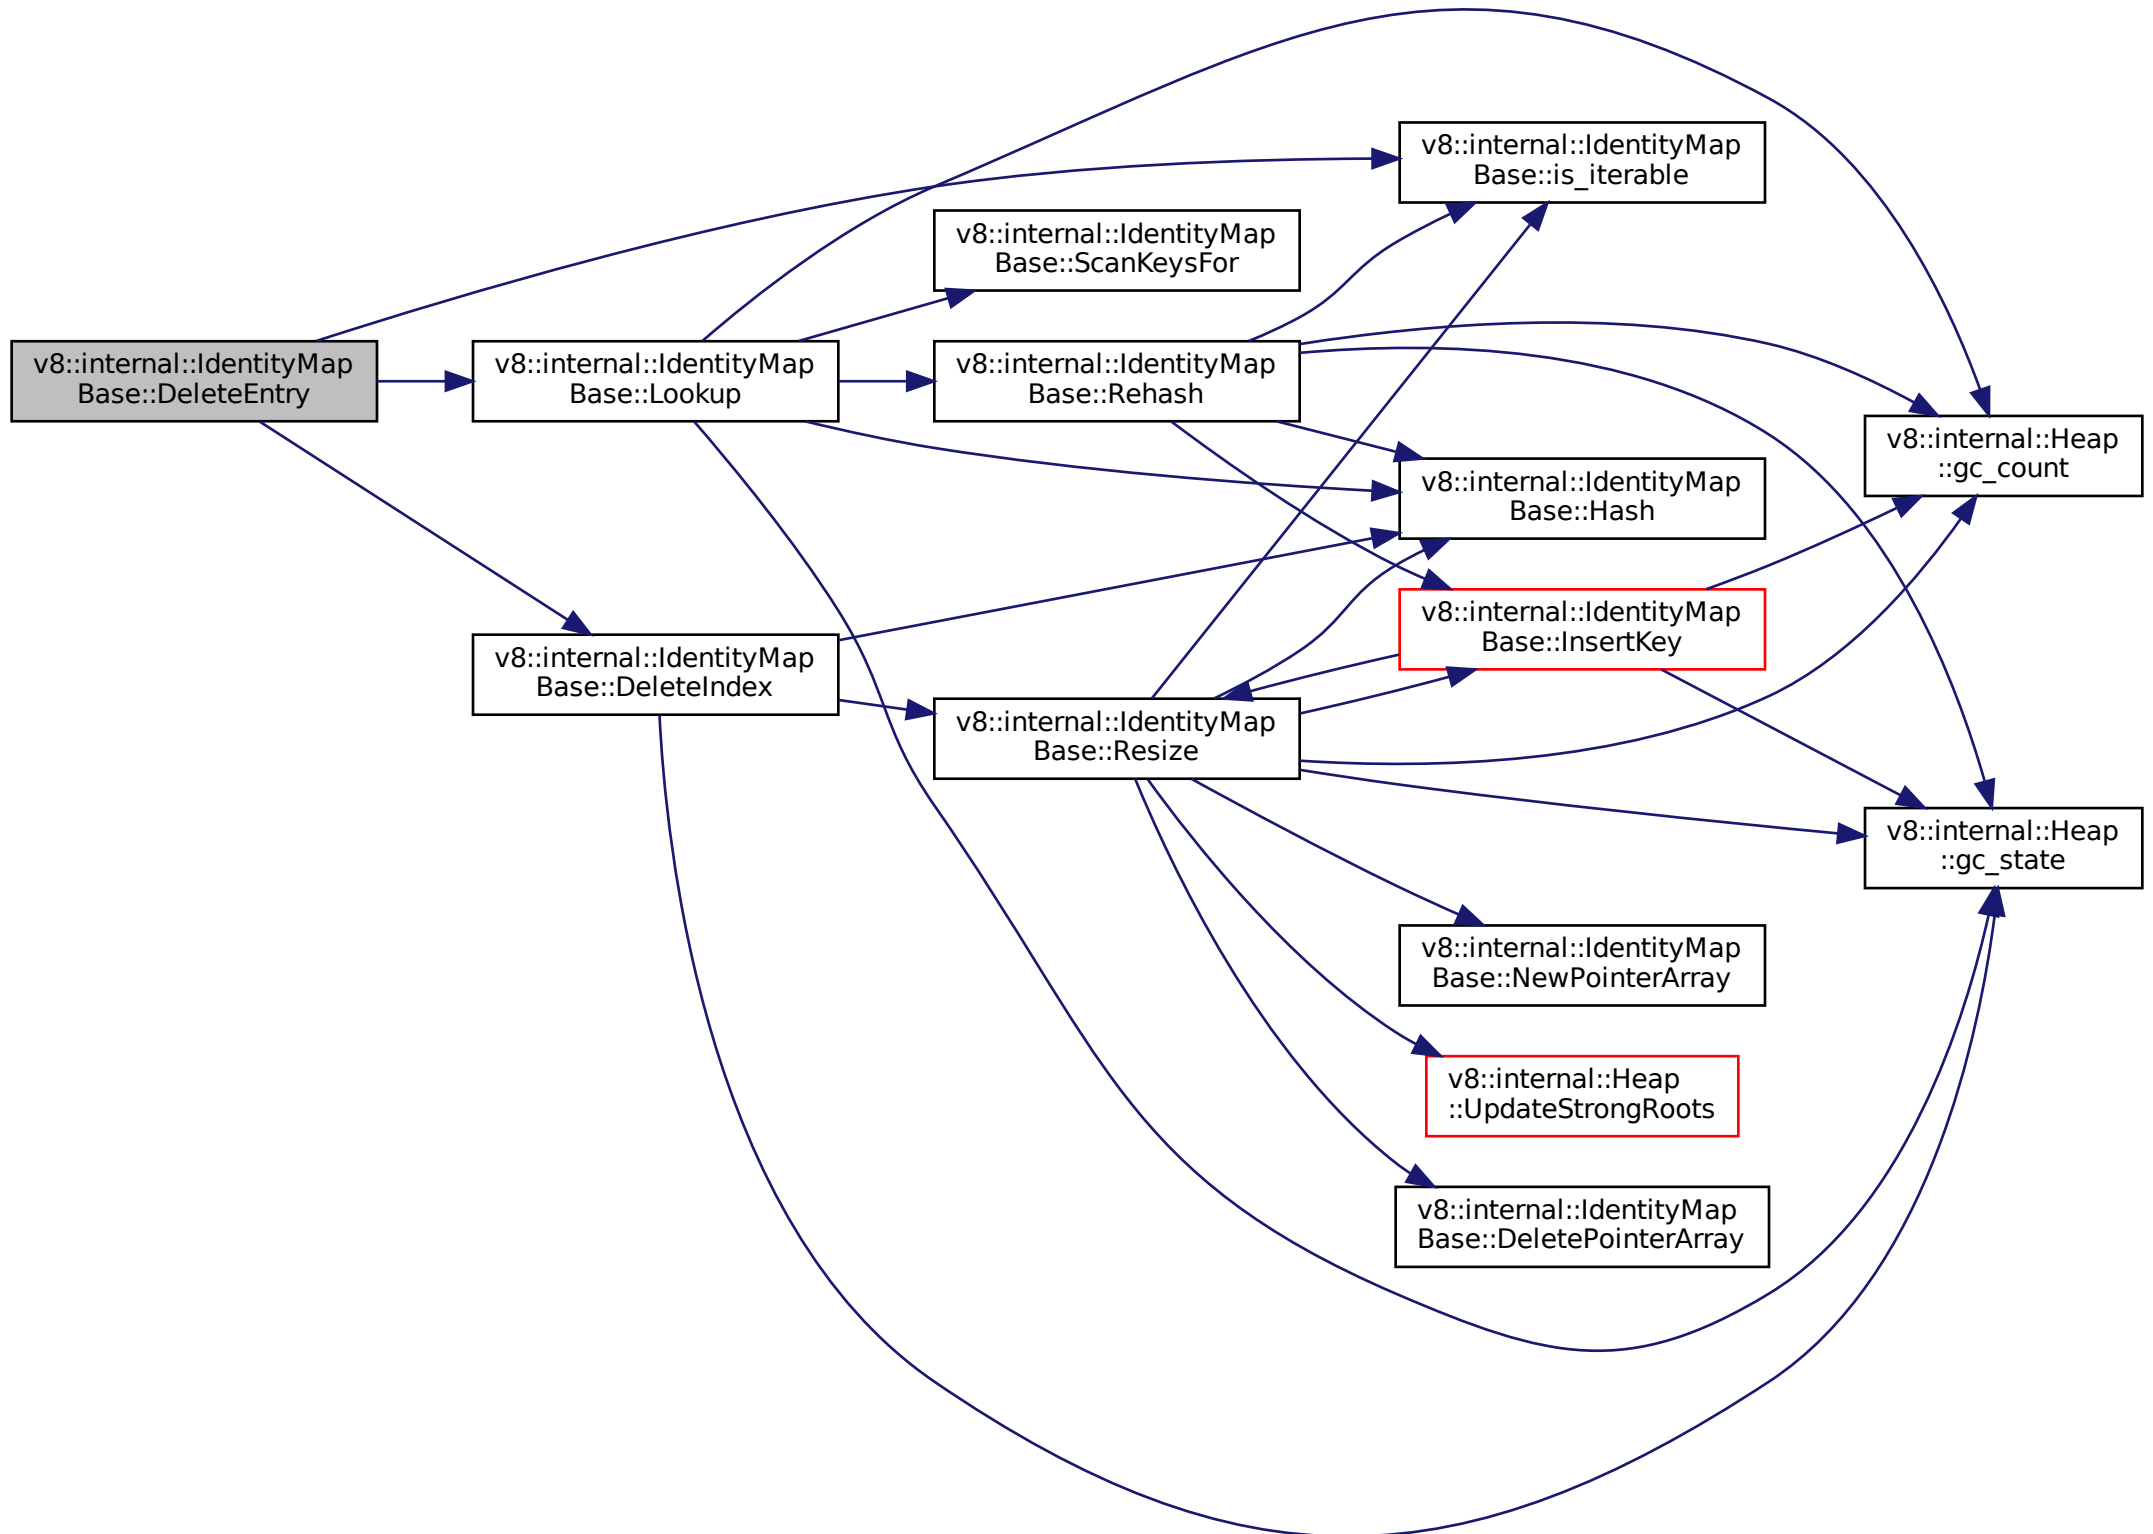 v8::internal::IdentityMap
Base::DeleteEntry
v8::internal::IdentityMap
Base::Lookup
v8::internal::IdentityMap
Base::DeleteIndex
v8::internal::IdentityMap
Base::ScanKeysFor
v8::internal::IdentityMap
Base::Rehash
v8::internal::IdentityMap
Base::Resize
v8::internal::IdentityMap
Base::is_iterable
v8::internal::IdentityMap
Base::Hash
v8::internal::IdentityMap
Base::InsertKey
v8::internal::IdentityMap
Base::NewPointerArray
v8::internal::Heap
::UpdateStrongRoots
v8::internal::IdentityMap
Base::DeletePointerArray
v8::internal::Heap
::gc_count
v8::internal::Heap
::gc_state